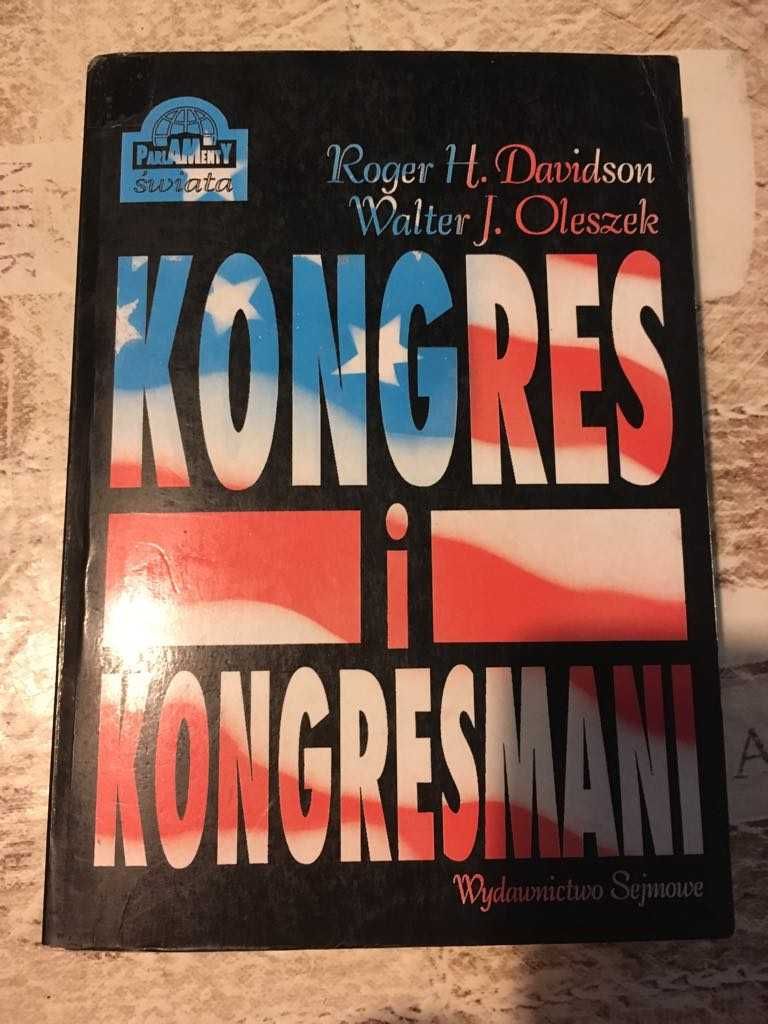 PARLAMENTY
świata
Roger H. Davidson
Walter J. Oleszek
KONGRES
i
KONGRESMANI
Wydawnictwo Sejmowe